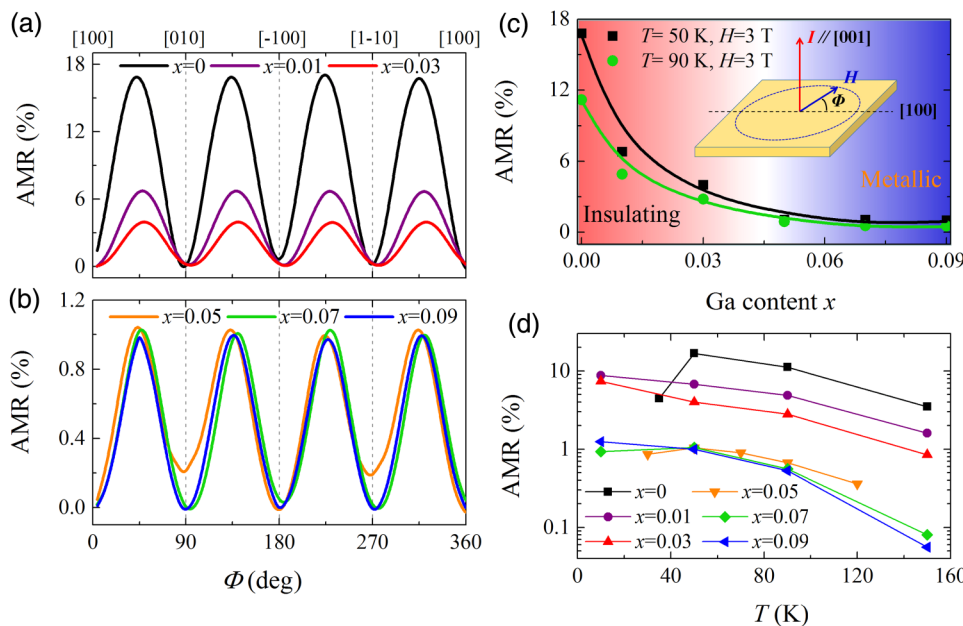 (a)
[100] [010] [-100] [1-10] [100]
x=0 x=0.01 x=0.03
18
15
12
9
6
3
0
AMR (%)
(b)
x=0.05 x=0.07 x=0.09
1.2
0.8
0.4
0.0
AMR (%)
0 90 180 270 360
Φ (deg)
(c)
T= 50 K, H=3 T
T= 90 K, H=3 T
I // [001]
H
Φ
[100]
Metallic
Insulating
18
12
6
0
AMR (%)
0.00 0.03 0.06 0.09
Ga content x
(d)
10
1
0.1
AMR (%)
x=0 x=0.05
x=0.01 x=0.07
x=0.03 x=0.09
0 40 80 120 160
T (K)